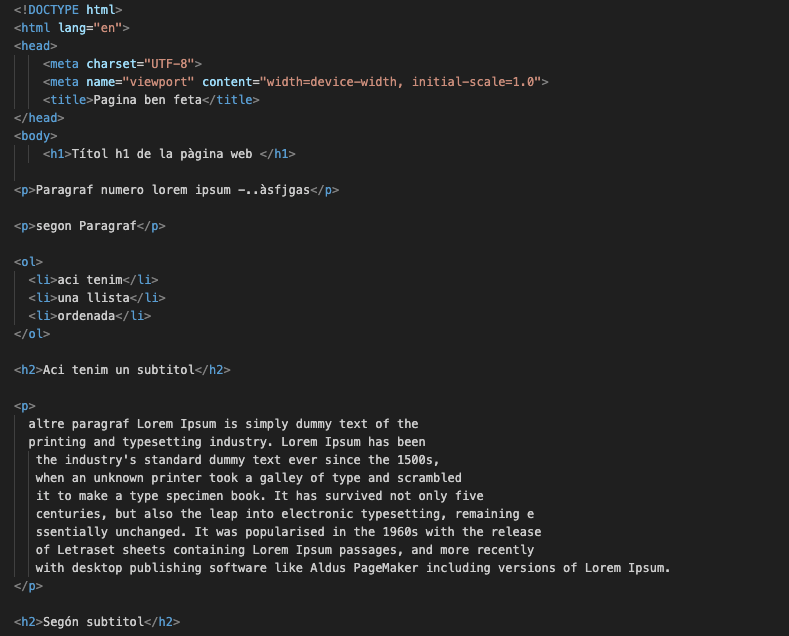 <!DOCTYPE html>
<html lang="en">
<head>
<meta charset="UTF-8">
<meta name="viewport" content="width=device-width, initial-scale=1.0">
<title>Pagina ben feta</title>
</head>
<body>
<h1>Títol h1 de la pàgina web </h1>
<p>Paragraf numero lorem ipsum -..àsfjgas</p>
<p>segon Paragraf</p>
<ol>
<li>aci tenim</li>
<li>una llista</li>
<li>ordenada</li>
</ol>
<h2>Aci tenim un subtitol</h2>
<p>
altre paragraf Lorem Ipsum is simply dummy text of the
printing and typesetting industry. Lorem Ipsum has been
the industry's standard dummy text ever since the 1500s,
when an unknown printer took a galley of type and scrambled
it to make a type specimen book. It has survived not only five
centuries, but also the leap into electronic typesetting, remaining e
ssentially unchanged. It was popularised in the 1960s with the release
of Letraset sheets containing Lorem Ipsum passages, and more recently
with desktop publishing software like Aldus PageMaker including versions of Lorem Ipsum.
</p>
<h2>Segón subtitol</h2>